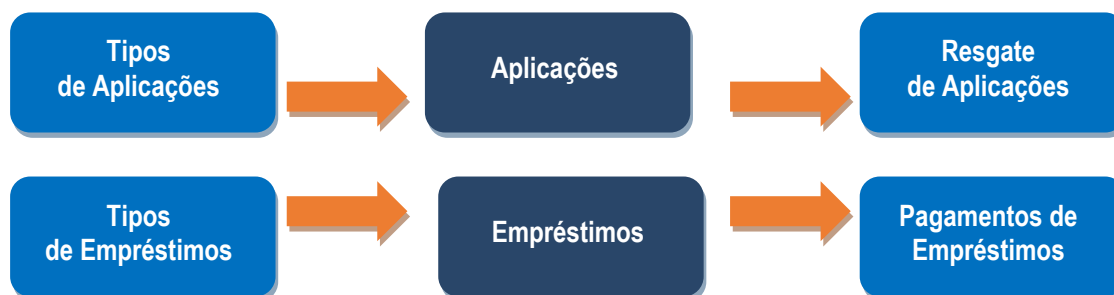 Tipos
de Aplicações
Aplicações
Resgate
de Aplicações
Tipos
de Empréstimos
Empréstimos
Pagamentos de
Empréstimos